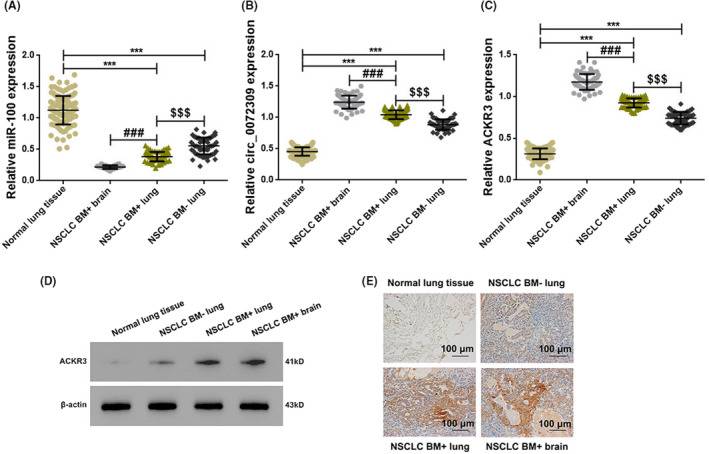 (A)
Relative miR-100 expression
2.0
1.5
1.0
0.5
0.0
***
***
###
$$$
Normal lung tissue
NSCLC BM+ brain
NSCLC BM+ lung
NSCLC BM- lung
(B)
Relative circ_0072309 expression
2.0
1.5
1.0
0.5
0.0
***
***
###
$$$
Normal lung tissue
NSCLC BM+ brain
NSCLC BM+ lung
NSCLC BM- lung
(C)
Relative ACKR3 expression
1.5
1.0
0.5
0.0
***
***
###
$$$
Normal lung tissue
NSCLC BM+ brain
NSCLC BM+ lung
NSCLC BM- lung
(D)
Normal lung tissue
NSCLC BM- lung
NSCLC BM+ lung
NSCLC BM+ brain
ACKR3
41kD
β-actin
43kD
(E)
Normal lung tissue
NSCLC BM- lung
100 μm
100 μm
100 μm
100 μm
NSCLC BM+ lung
NSCLC BM+ brain